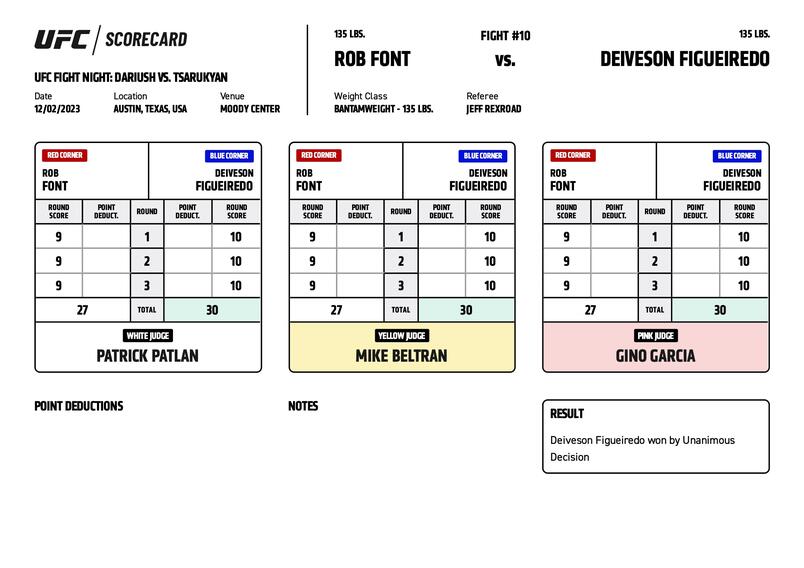 UFC SCORECARD
UFC FIGHT NIGHT: DARIUSH VS. TSARUKYAN
Date Location Venue
12/02/2023 AUSTIN, TEXAS, USA MOODY CENTER
135 LBS. FIGHT #10 135 LBS.
ROB FONT VS. DEIVESON FIGUEIREDO
Weight Class Referee
BANTAMWEIGHT - 135 LBS. JEFF REXROAD
RED CORNER BLUE CORNER
ROB DEIVESON
FONT FIGUEIREDO
ROUND POINT ROUND POINT ROUND
SCORE DEDUCT. DEDUCT. SCORE
9 1 10
9 2 10
9 3 10
27 TOTAL 30
WHITE JUDGE
PATRICK PATLAN
RED CORNER BLUE CORNER
ROB DEIVESON
FONT FIGUEIREDO
ROUND POINT ROUND POINT ROUND
SCORE DEDUCT. DEDUCT. SCORE
9 1 10
9 2 10
9 3 10
27 TOTAL 30
YELLOW JUDGE
MIKE BELTRAN
RED CORNER BLUE CORNER
ROB DEIVESON
FONT FIGUEIREDO
ROUND POINT ROUND POINT ROUND
SCORE DEDUCT. DEDUCT. SCORE
9 1 10
9 2 10
9 3 10
27 TOTAL 30
PINK JUDGE
GINO GARCIA
POINT DEDUCTIONS
NOTES
RESULT
Deiveson Figueiredo won by Unanimous
Decision